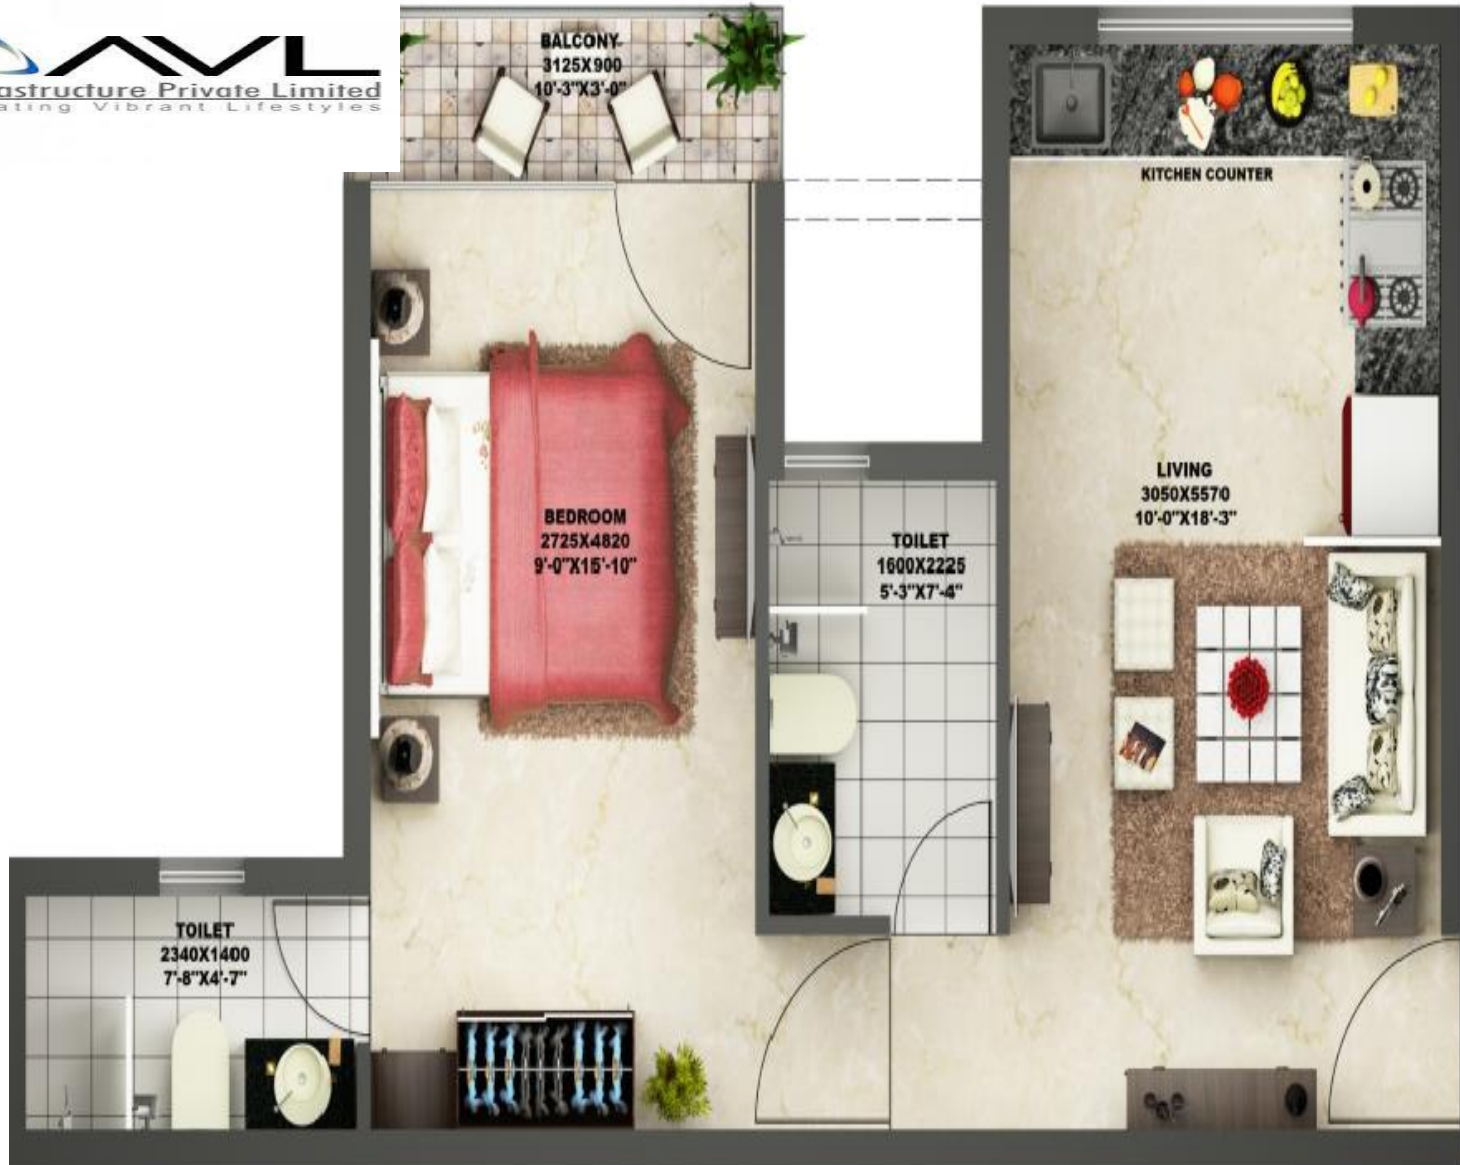 AVL
astructure Private Limited
ating Vibrant Lifestyles
BALCONY
3125X900
10'-3"X3'-0"
KITCHEN COUNTER
LIVING
3050X5570
10'-0"X18'-3"
BEDROOM
2725X4820
9'-0"X15'-10"
TOILET
1600X2225
5'-3"X7'-4"
TOILET
2340X1400
7'-8"X4'-7"